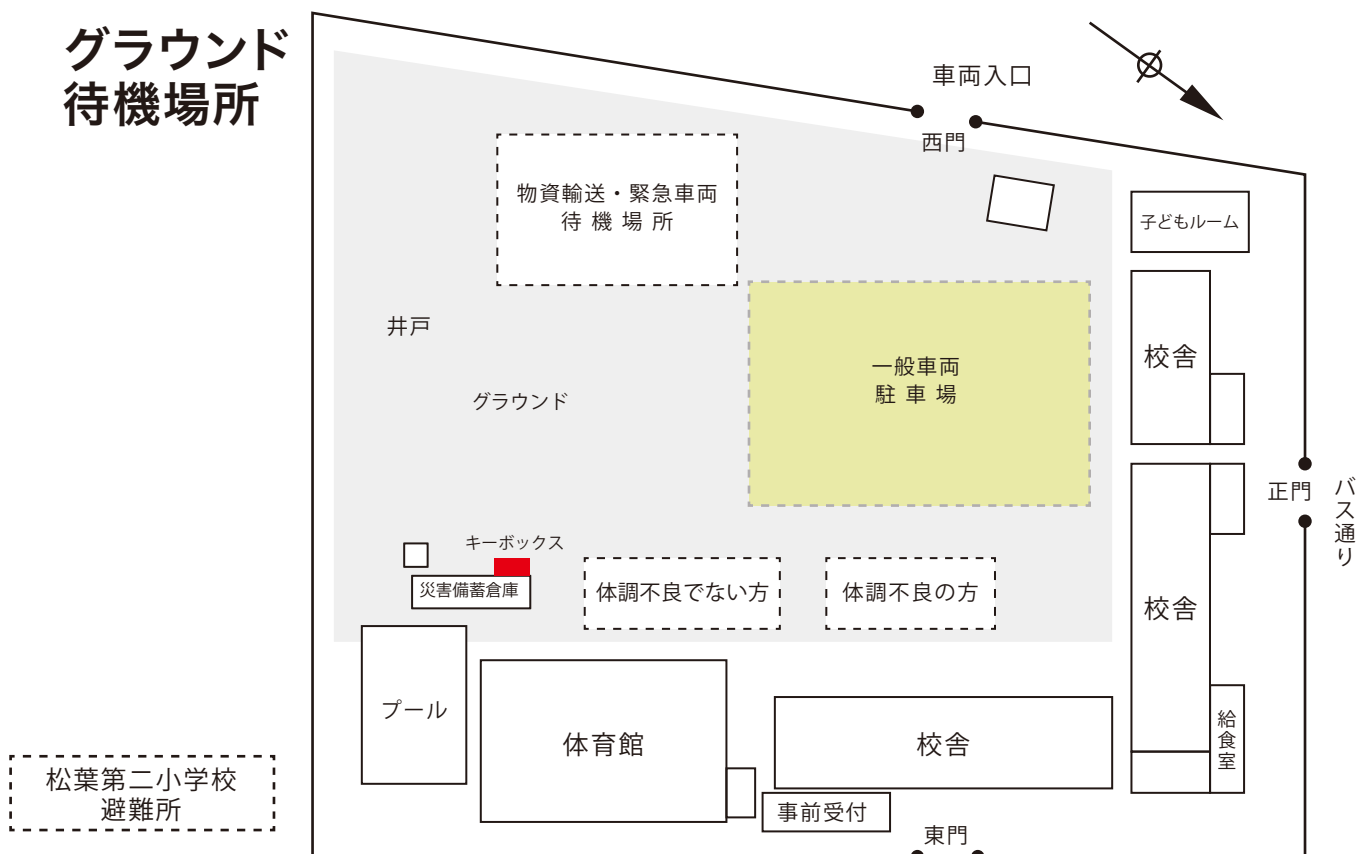 グラウンド
待機場所
車両入口
西門
物資輸送・緊急車両
待機場所
子どもルーム
井戸
校舎
一般車両
駐車場
グラウンド
正門
バス通り
キーボックス
災害備蓄倉庫
体調不良でない方
体調不良の方
校舎
プール
体育館
校舎
給食室
松葉第二小学校
避難所
事前受付
東門